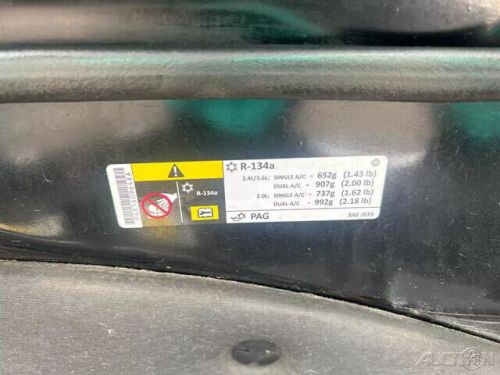 R-134a
R-134a
2.4L/3.6L: SINGLE A/C - 652g (1.43 lb)
DUAL A/C - 907g (2.00 lb)
2.0L: SINGLE A/C - 737g (1.62 lb)
DUAL A/C - 992g (2.18 lb)
PAG SAE J639